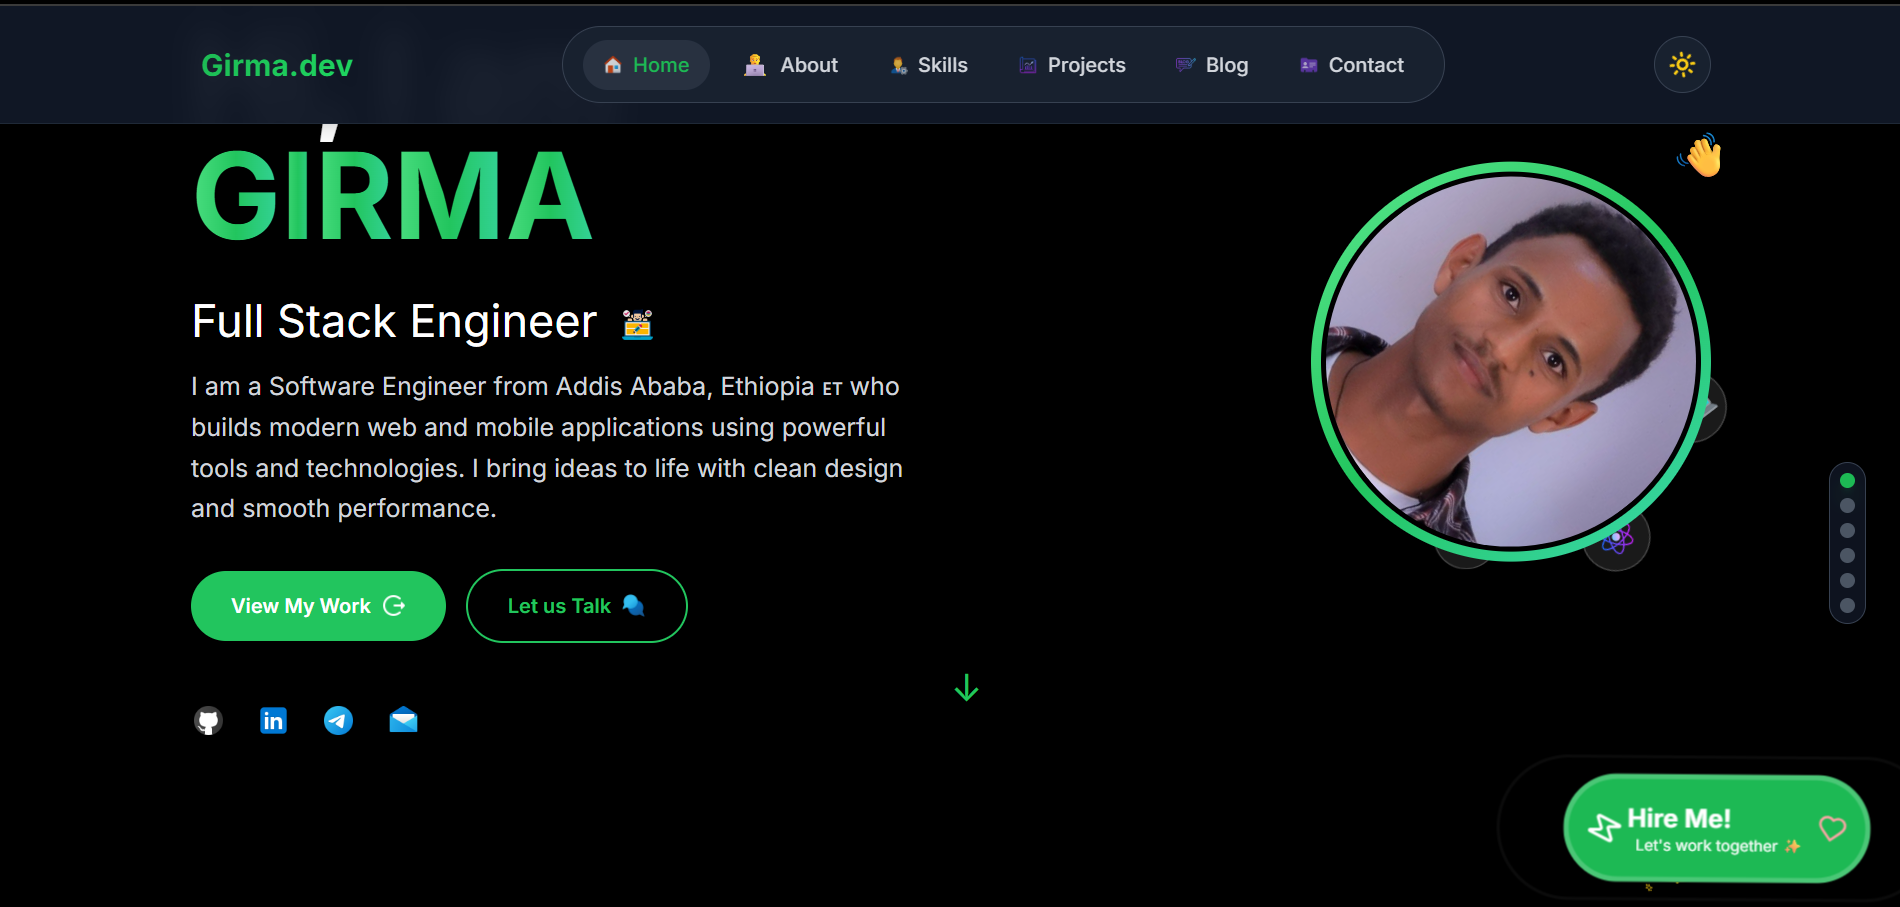 Girma.dev
Home
About
Skills
Projects
Blog
Contact
GIRMA
Full Stack Engineer
I am a Software Engineer from Addis Ababa, Ethiopia ET who
builds modern web and mobile applications using powerful
tools and technologies. I bring ideas to life with clean design
and smooth performance.
View My Work
Let us Talk
in
Hire Me!
Let's work together